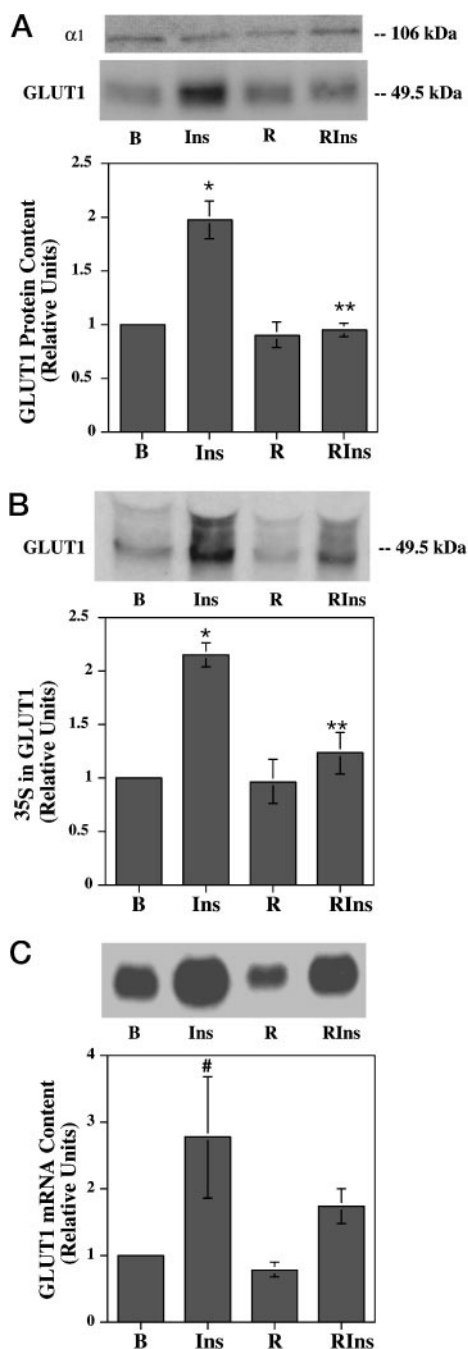 A
α1
-- 106 kDa
GLUT1
-- 49.5 kDa
B Ins R RIns
GLUT1 Protein Content
(Relative Units)
2.5
2
1.5
1
0.5
0
*
**
B Ins R RIns
B
GLUT1
-- 49.5 kDa
B Ins R RIns
35S in GLUT1
(Relative Units)
2.5
2
1.5
1
0.5
0
*
**
B Ins R RIns
C
B Ins R RIns
GLUT1 mRNA Content
(Relative Units)
4
3
2
1
0
#
B Ins R RIns